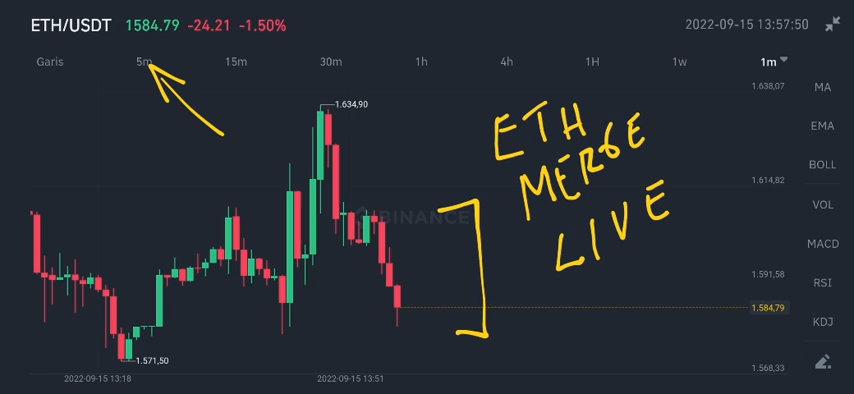 ETH/USDT 1584.79 -24.21 -1.50% 2022-09-15 13:57:50
Garis 5m 15m 30m 1h 4h 1H 1w 1m
1.638,07
MA
1.634,90
ETH
EMA
MERGE
BOLL
1.614,82
LIVE
VOL
BINANCE
MACD
1.591,58
RSI
1.584,79
KDJ
1.571,50
1.568,33
2022-09-15 13:18 2022-09-15 13:51